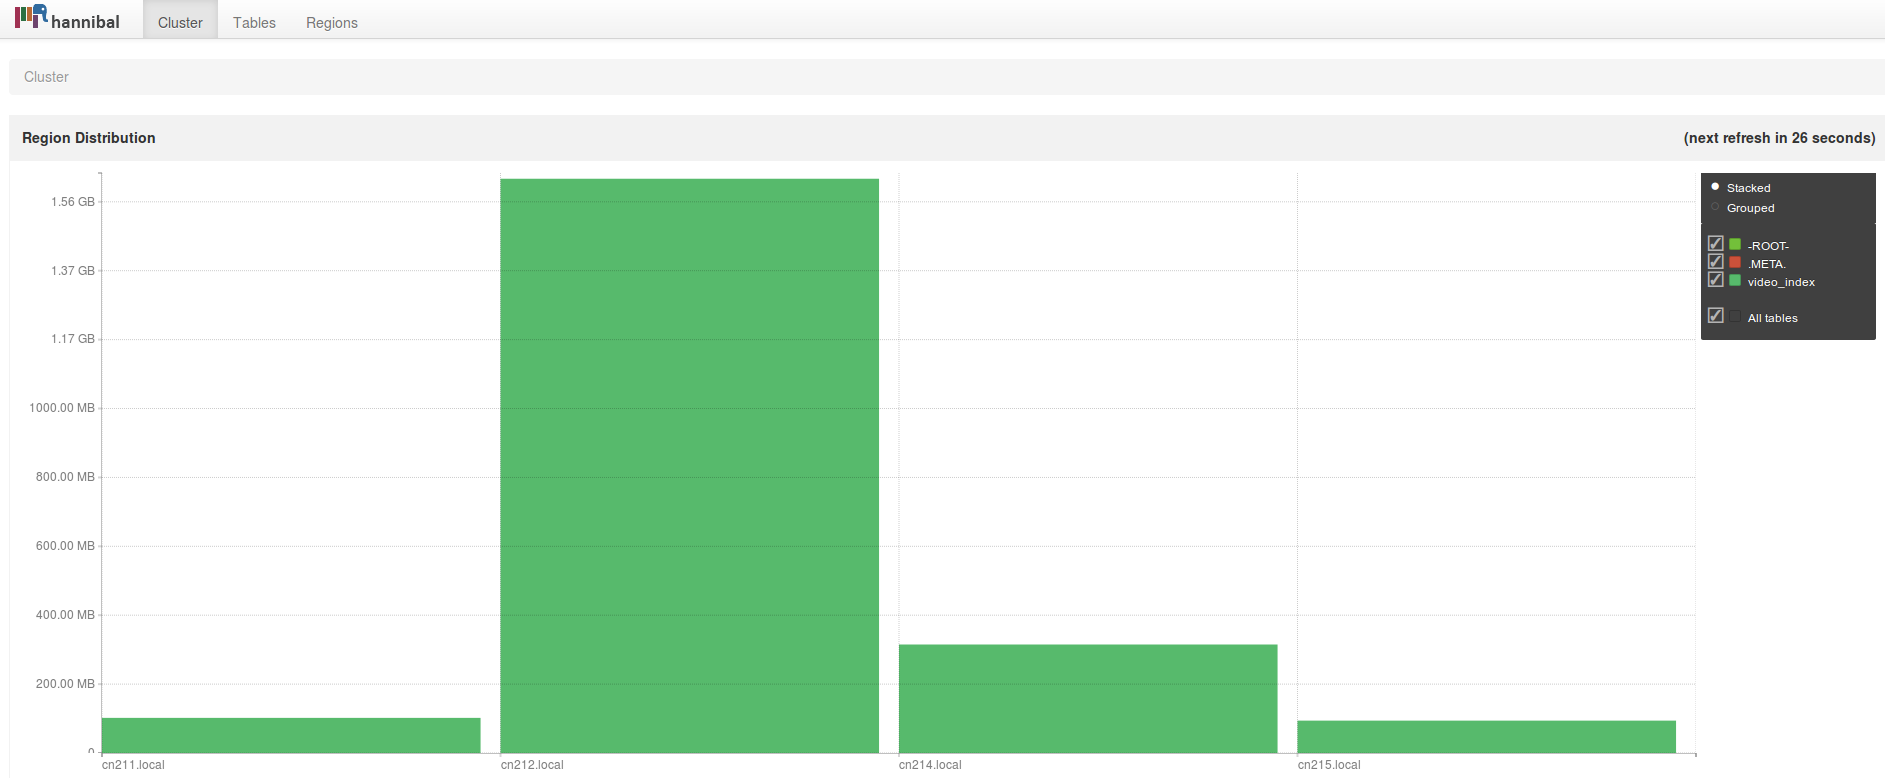 hannibal Cluster Tables Regions
Cluster
Region Distribution (next refresh in 26 seconds)
1.56 GB
1.37 GB
1.17 GB
1000.00 MB
800.00 MB
600.00 MB
400.00 MB
200.00 MB
0
cn211.local cn212.local cn214.local cn215.local
Stacked
Grouped
-ROOT-
.META.
video_index
All tables